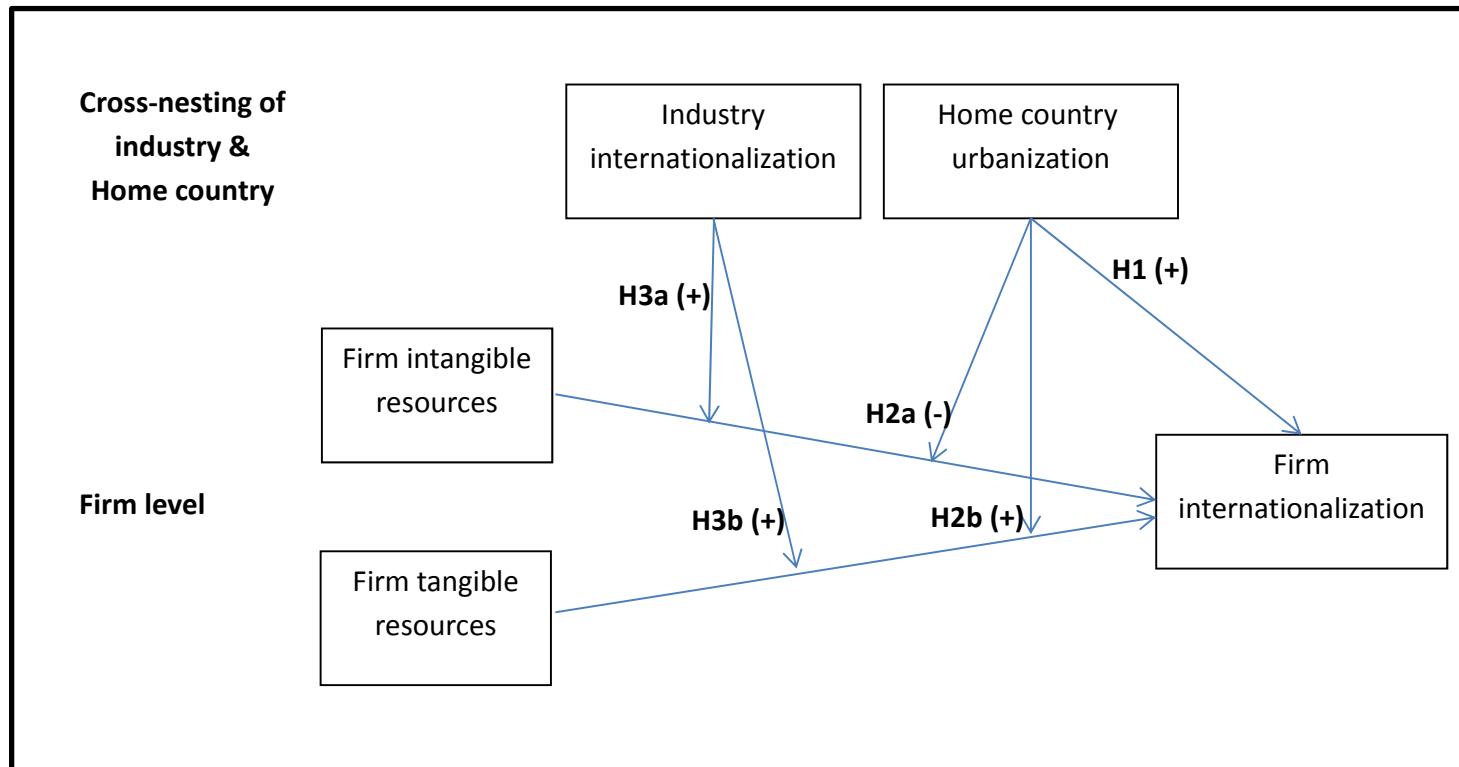 Cross-nesting of
industry &
Home country
Industry
internationalization
Home country
urbanization
H3a (+)
H1 (+)
Firm intangible
resources
H2a (-)
Firm
internationalization
Firm level
H3b (+)
H2b (+)
Firm tangible
resources